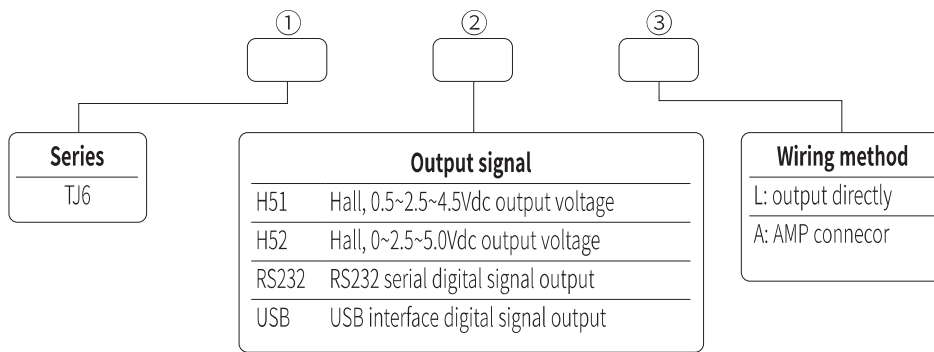 ① ② ③
Series
TJ6
Output signal
H51 Hall, 0.5~2.5~4.5Vdc output voltage
H52 Hall, 0~2.5~5.0Vdc output voltage
RS232 RS232 serial digital signal output
USB USB interface digital signal output
Wiring method
L: output directly
A: AMP connecor